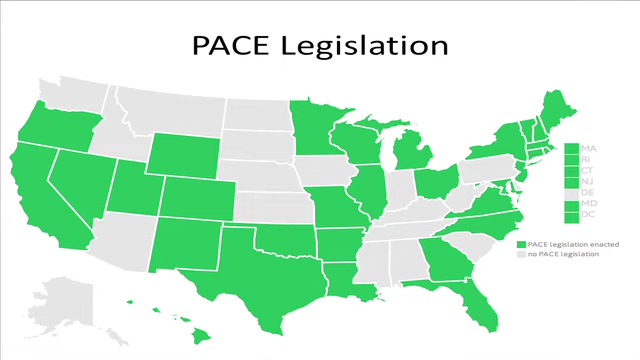 PACE Legislation
MA
RI
CT
NJ
DE
MD
DC
PACE legislation enacted
no PACE legislation